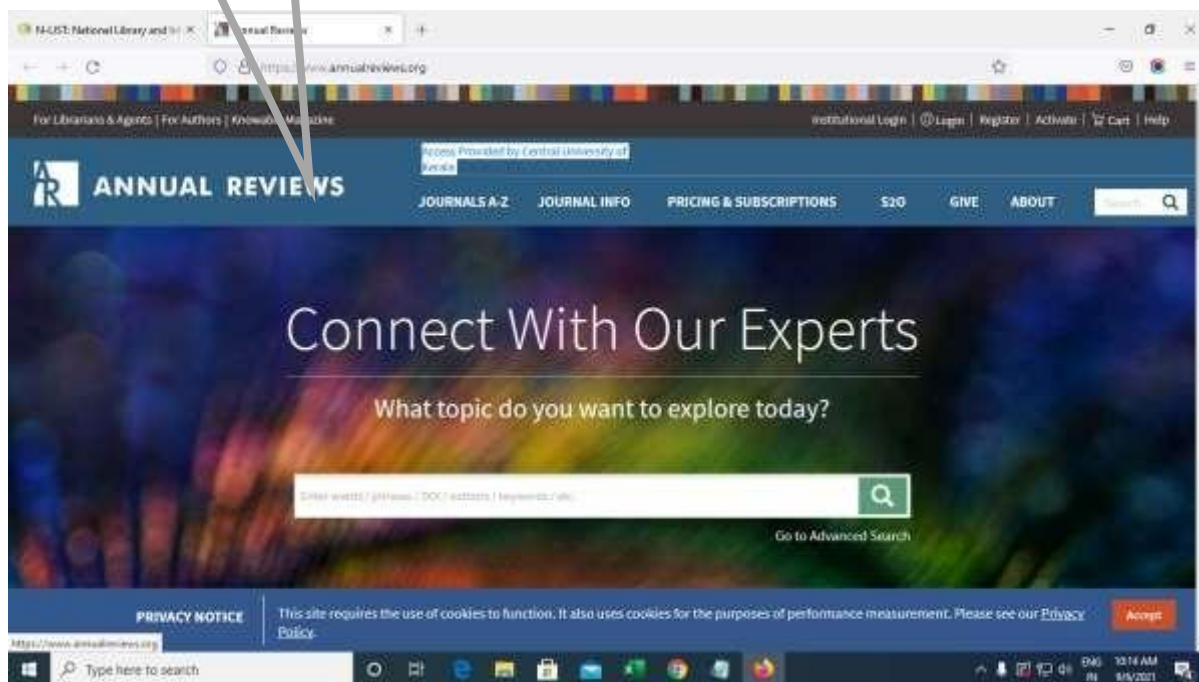 N-LIST: National Library and
Annual Reviews
https://www.annualreviews.org
For Librarians & Agents | For Authors | Knowable Magazine
Institutional Login | Login | Register | Activate | Cart | Help
Access Provided by Central University of
Kerala
AR ANNUAL REVIEWS
JOURNALS A-Z JOURNAL INFO PRICING & SUBSCRIPTIONS S2O GIVE ABOUT
Search
Connect With Our Experts
What topic do you want to explore today?
Enter words / phrases / DOI / authors / keywords / etc.
Go to Advanced Search
PRIVACY NOTICE
This site requires the use of cookies to function. It also uses cookies for the purposes of performance measurement. Please see our Privacy
Policy.
Accept
https://www.annualreviews.org
Type here to search
ENG 10:14 AM
IN 9/9/2021